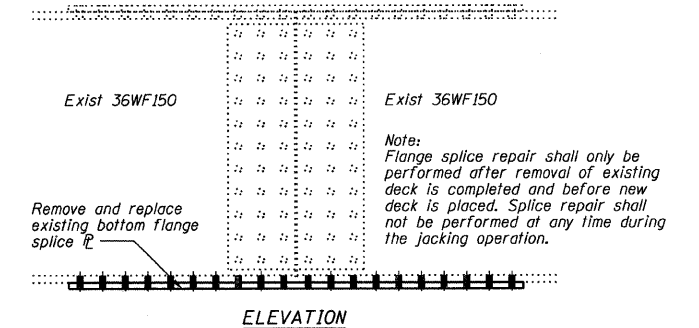 Exist 36WF150
Exist 36WF150
Note:
Flange splice repair shall only be
performed after removal of existing
deck is completed and before new
deck is placed. Splice repair shall
not be performed at any time during
the jacking operation.
Remove and replace
existing bottom flange
splice ⅊
ELEVATION